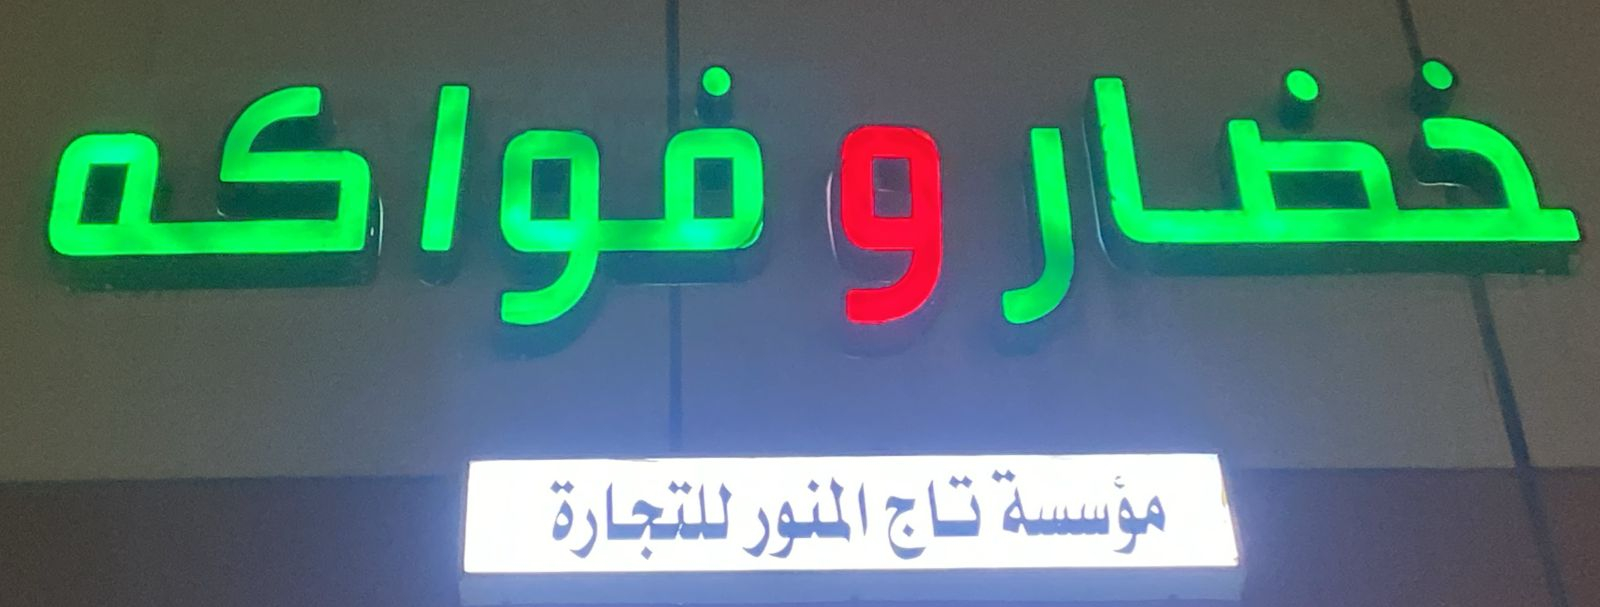 خضار و فواكه
مؤسسة تاج المنور للتجارة